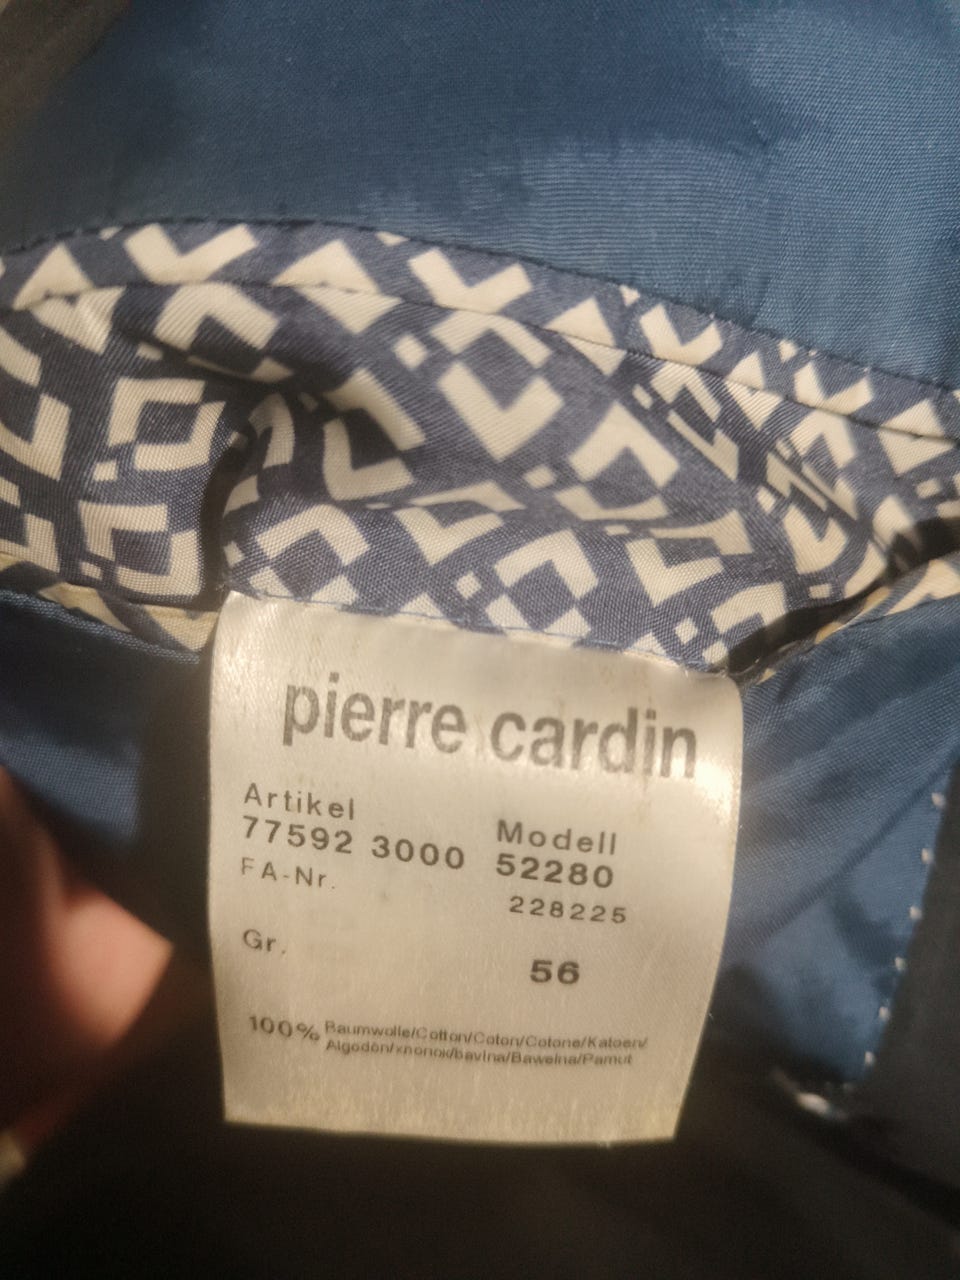 pierre cardin
Artikel
77592 3000
Modell
52280
FA-Nr.
228225
Gr.
56
100% Baumwolle/Cotton/Coton/Cotone/Katoen/
Algodón/хлопок/bavlna/Bawełna/Pamut